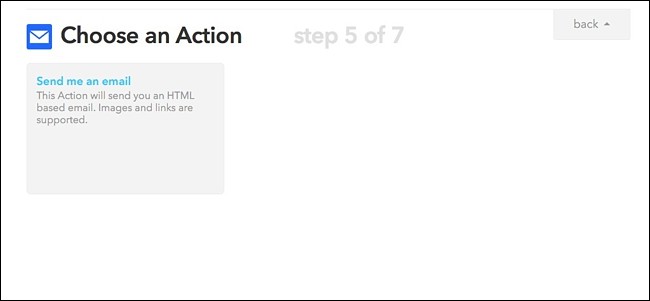 Choose an Action
step 5 of 7
back
Send me an email
This Action will send you an HTML
based email. Images and links are
supported.